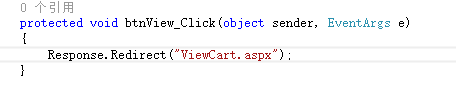 0 个引用
protected void btnView_Click(object sender, EventArgs e)
{
    Response.Redirect("ViewCart.aspx");
}